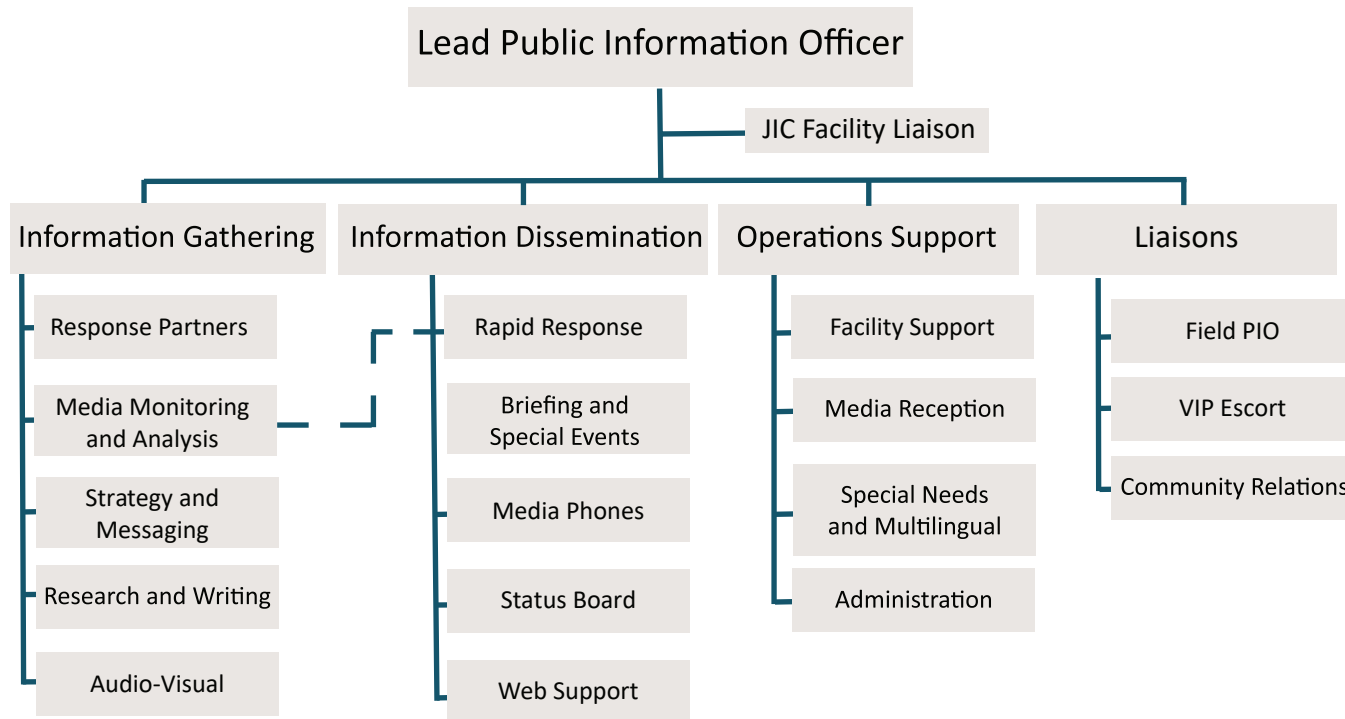 Lead Public Information Officer
JIC Facility Liaison
Information Gathering
Response Partners
Media Monitoring
and Analysis
Strategy and
Messaging
Research and Writing
Audio-Visual
Information Dissemination
Rapid Response
Briefing and
Special Events
Media Phones
Status Board
Web Support
Operations Support
Facility Support
Media Reception
Special Needs
and Multilingual
Administration
Liaisons
Field PIO
VIP Escort
Community Relations